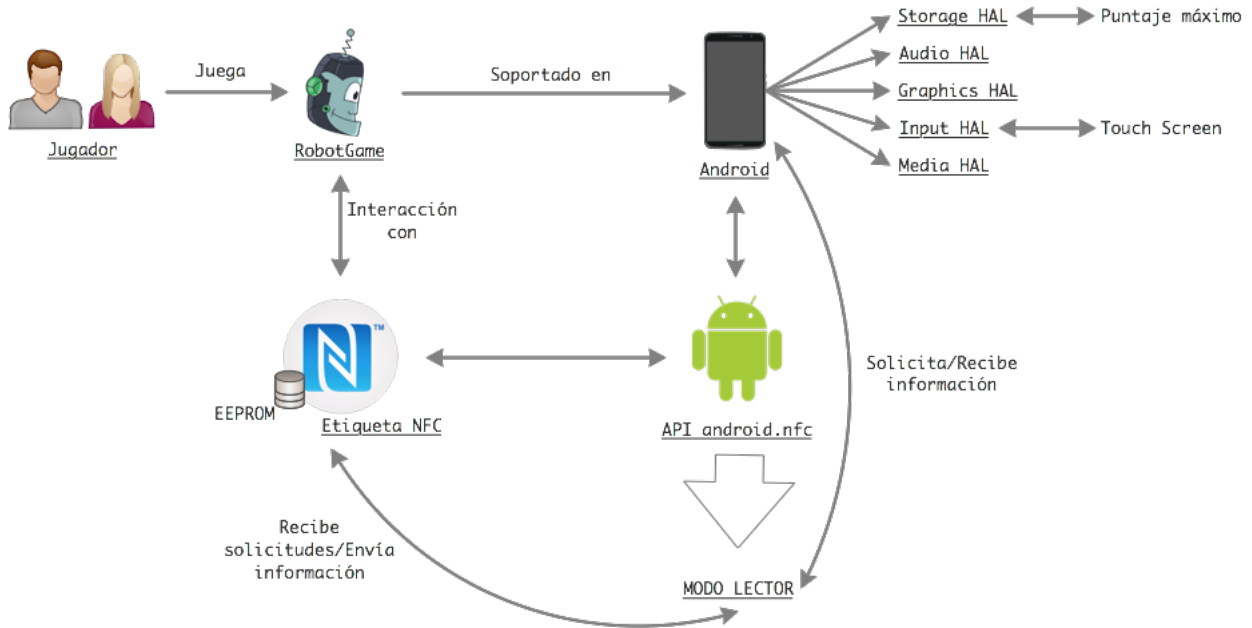 Storage HAL
Puntaje máximo
Audio HAL
Juega
Soportado en
Graphics HAL
Input HAL
Touch Screen
Jugador
RobotGame
Android
Media HAL
Interacción
con
TM
Solicita/Recibe
información
EEPROM
Etiqueta NFC
API android.nfc
Recibe
solicitudes/Envía
información
MODO LECTOR